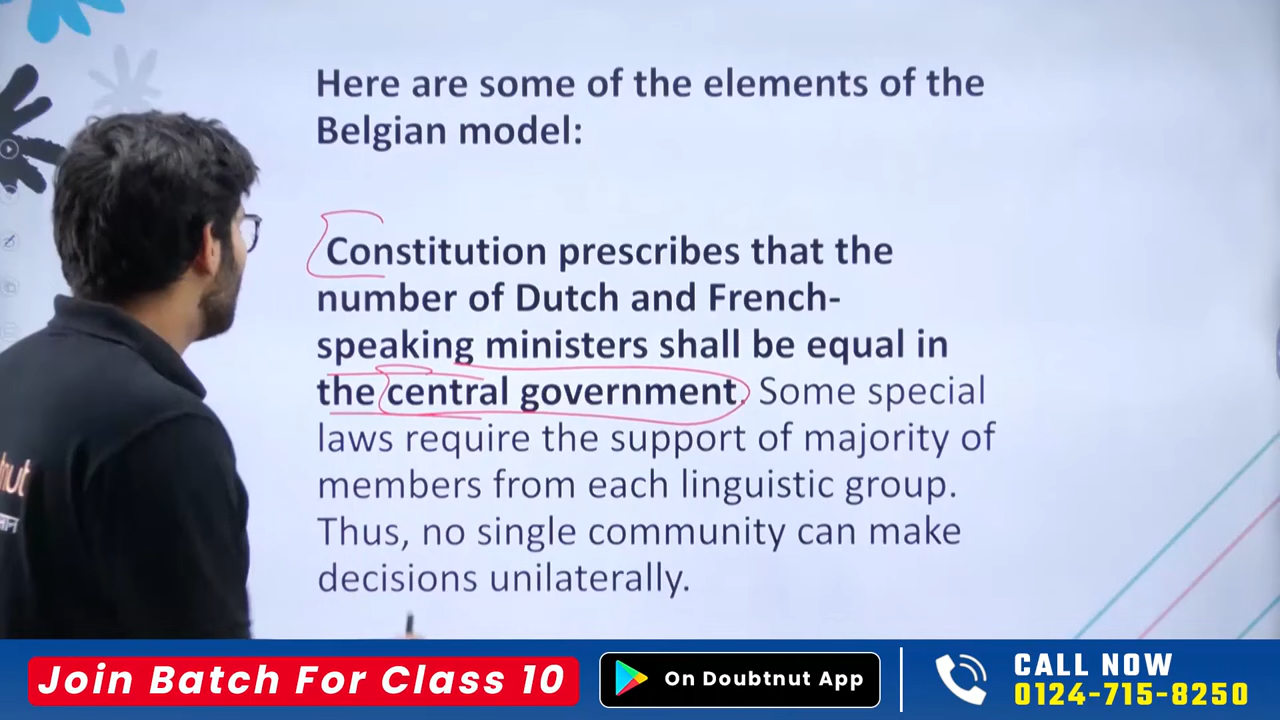 Here are some of the elements of the
Belgian model:
Constitution prescribes that the
number of Dutch and French-
speaking ministers shall be equal in
the central government. Some special
laws require the support of majority of
members from each linguistic group.
Thus, no single community can make
decisions unilaterally.
Join Batch For Class 10
On Doubtnut App
CALL NOW
0124-715-8250